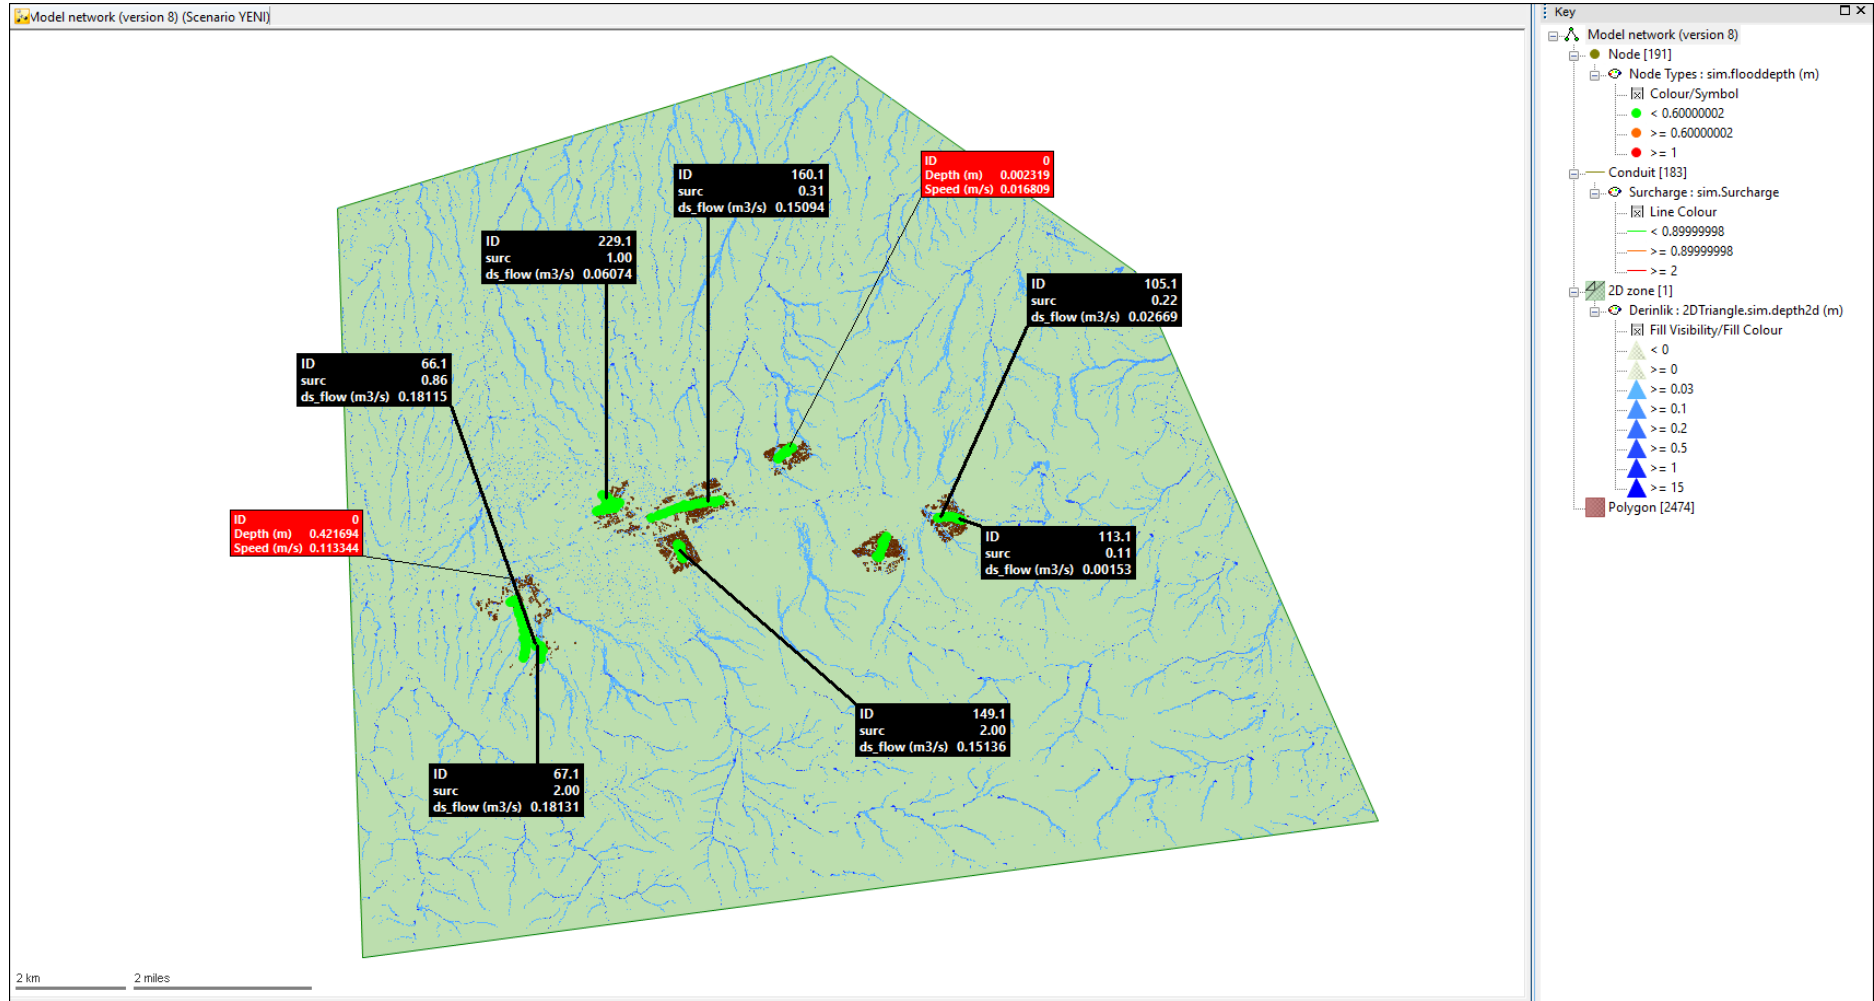 Model network (version 8) (Scenario YENI)
ID 160.1
surc 0.31
ds_flow (m3/s) 0.15094
ID 0
Depth (m) 0.002319
Speed (m/s) 0.016809
ID 229.1
surc 1.00
ds_flow (m3/s) 0.06074
ID 105.1
surc 0.22
ds_flow (m3/s) 0.02669
ID 66.1
surc 0.86
ds_flow (m3/s) 0.18115
ID 0
Depth (m) 0.421694
Speed (m/s) 0.113344
ID 113.1
surc 0.11
ds_flow (m3/s) 0.00153
ID 149.1
surc 2.00
ds_flow (m3/s) 0.15136
ID 67.1
surc 2.00
ds_flow (m3/s) 0.18131
2 km
2 miles
Key
Model network (version 8)
Node [191]
Node Types : sim.flooddepth (m)
Colour/Symbol
< 0.60000002
>= 0.60000002
>= 1
Conduit [183]
Surcharge : sim.Surcharge
Line Colour
< 0.89999998
>= 0.89999998
>= 2
2D zone [1]
Derinlik : 2DTriangle.sim.depth2d (m)
Fill Visibility/Fill Colour
< 0
>= 0
>= 0.03
>= 0.1
>= 0.2
>= 0.5
>= 1
>= 15
Polygon [2474]